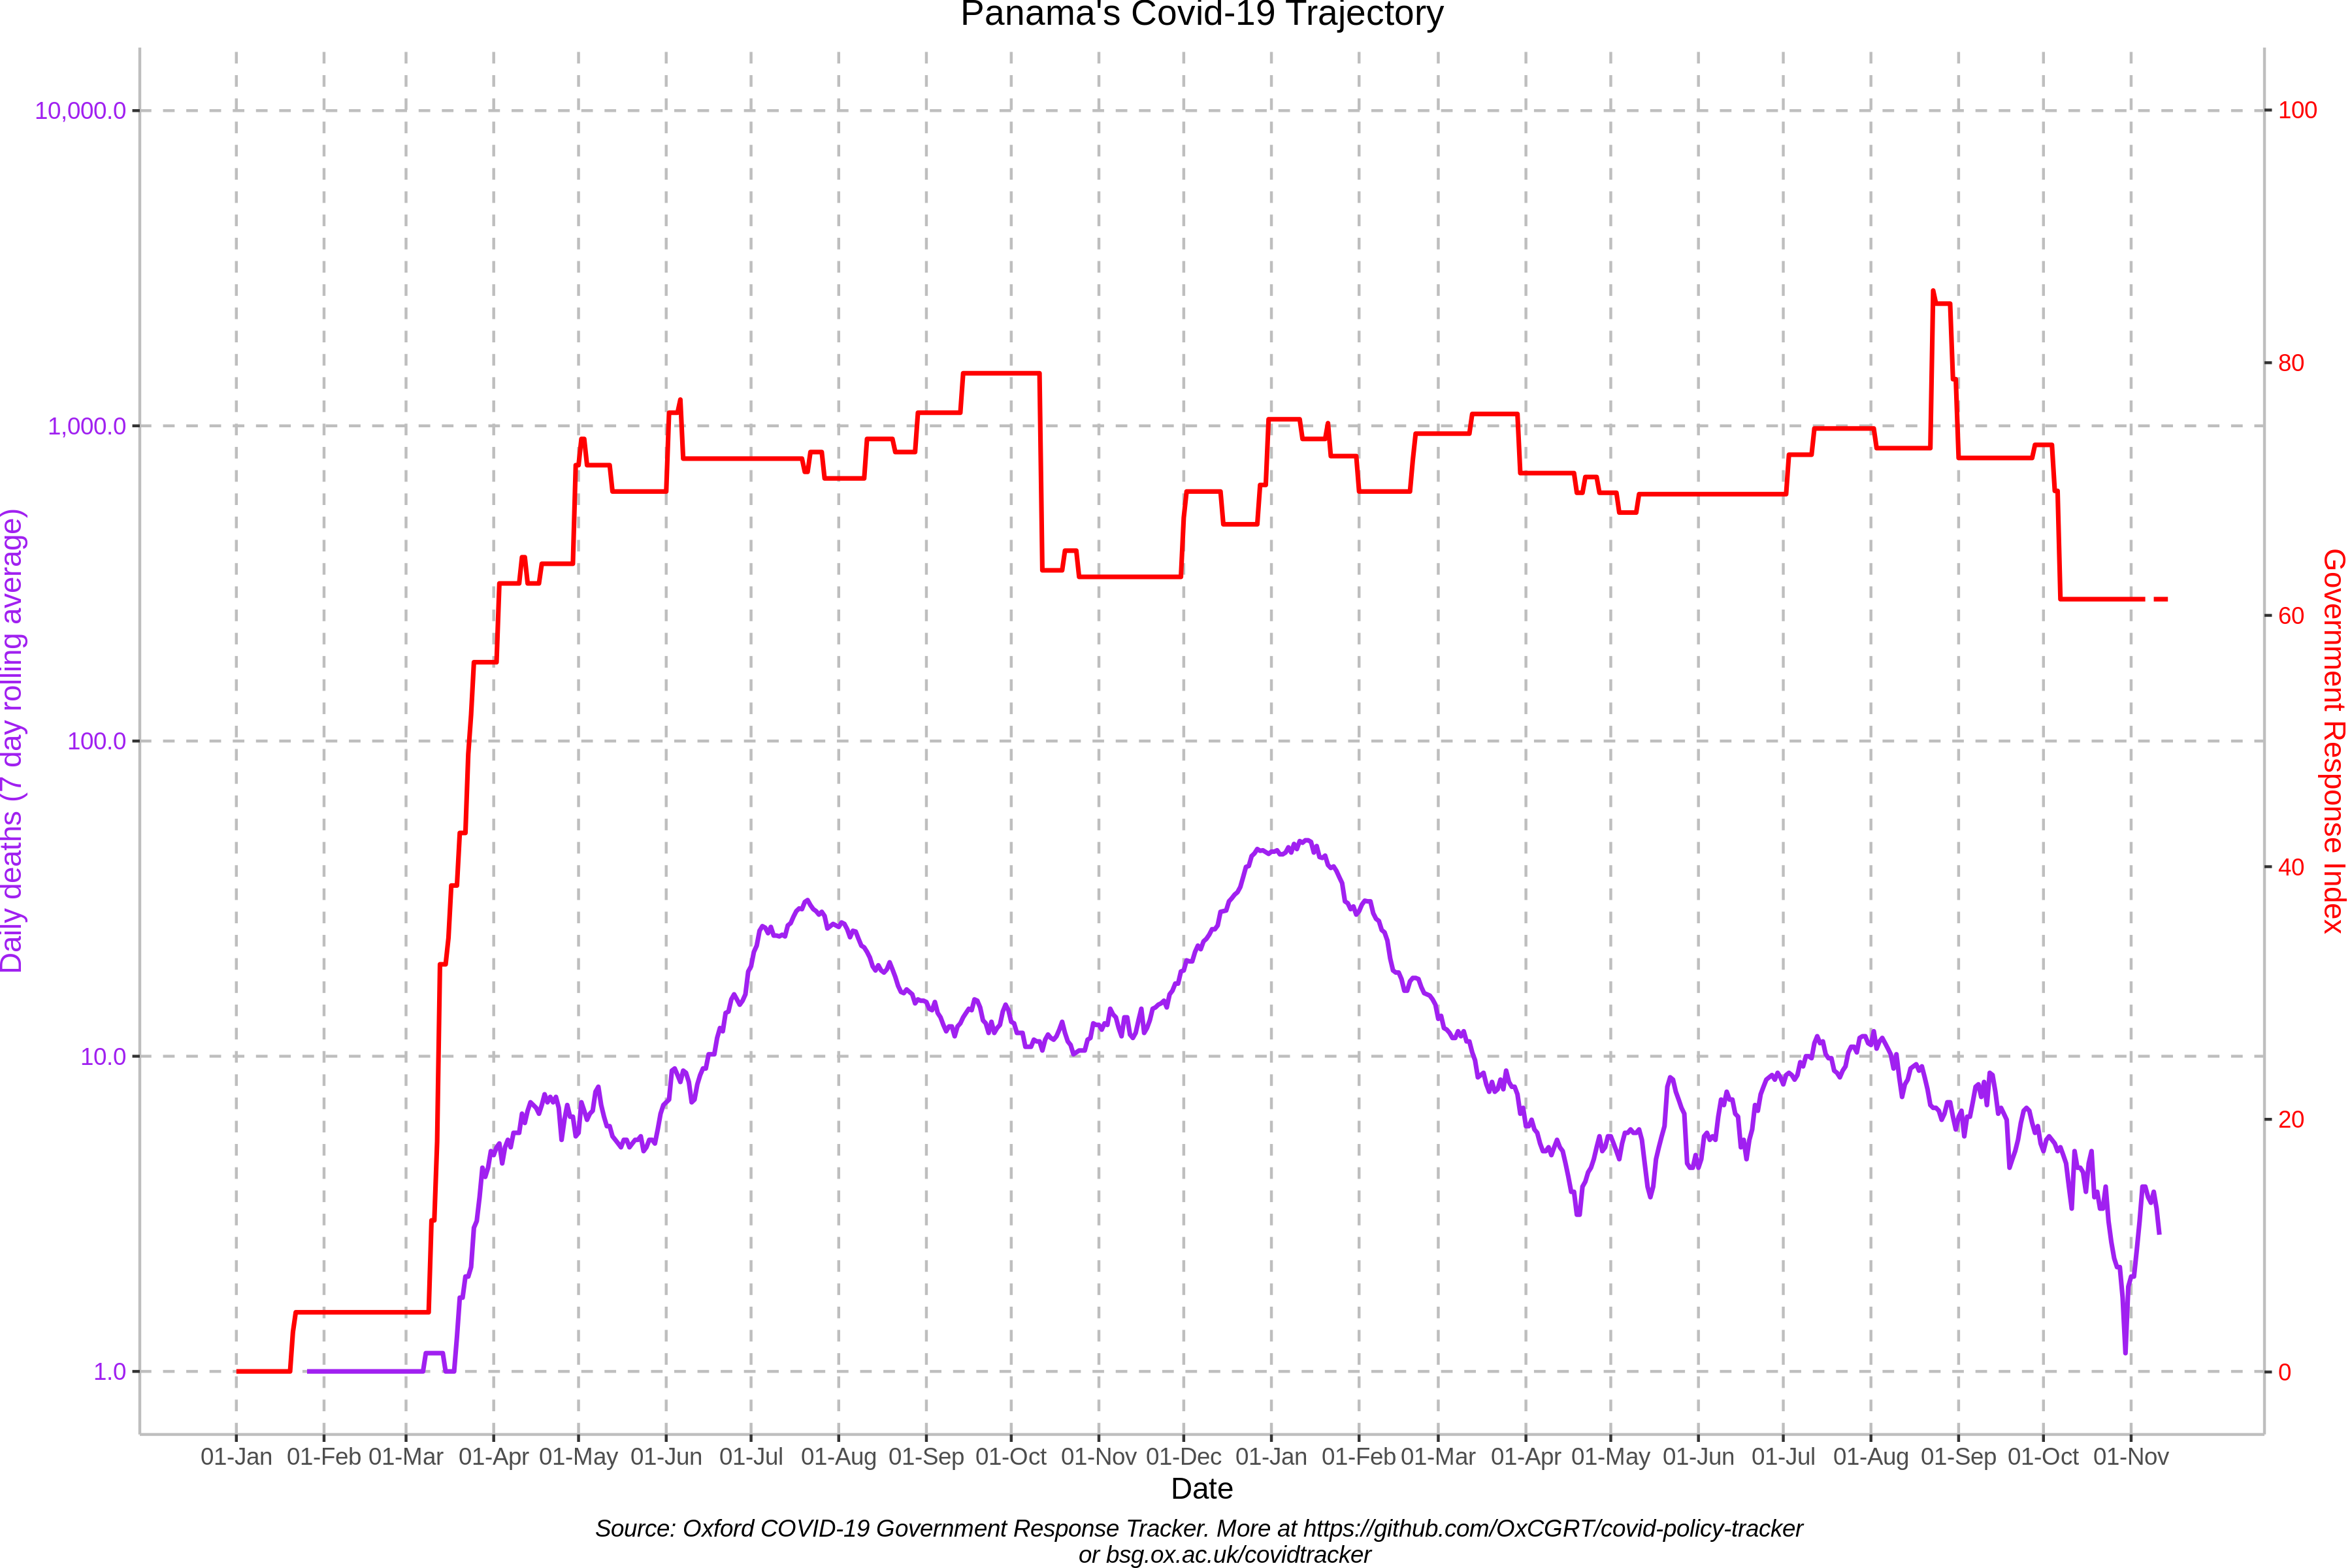 Panama's Covid-19 Trajectory
10,000.0
1,000.0
100.0
10.0
1.0
Daily deaths (7 day rolling average)
100
80
60
40
20
0
Government Response Index
01-Jan 01-Feb 01-Mar 01-Apr 01-May 01-Jun 01-Jul 01-Aug 01-Sep 01-Oct 01-Nov 01-Dec 01-Jan 01-Feb 01-Mar 01-Apr 01-May 01-Jun 01-Jul 01-Aug 01-Sep 01-Oct 01-Nov
Date
Source: Oxford COVID-19 Government Response Tracker. More at https://github.com/OxCGRT/covid-policy-tracker
or bsg.ox.ac.uk/covidtracker